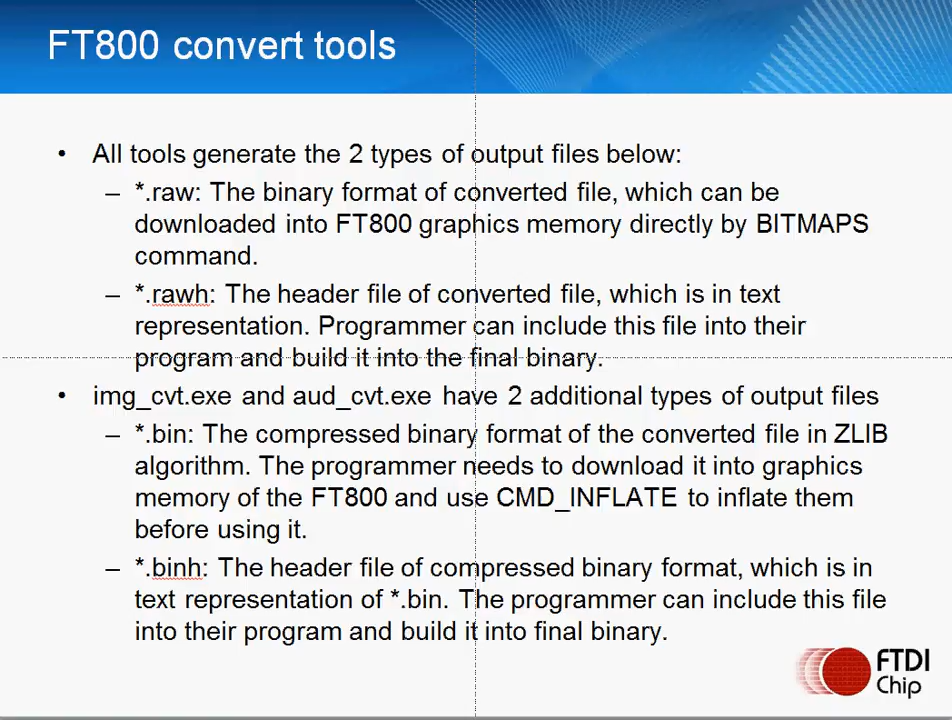 FT800 convert tools
• All tools generate the 2 types of output files below:
– *.raw: The binary format of converted file, which can be
downloaded into FT800 graphics memory directly by BITMAPS
command.
– *.rawh: The header file of converted file, which is in text
representation. Programmer can include this file into their
program and build it into the final binary.
• img_cvt.exe and aud_cvt.exe have 2 additional types of output files
– *.bin: The compressed binary format of the converted file in ZLIB
algorithm. The programmer needs to download it into graphics
memory of the FT800 and use CMD_INFLATE to inflate them
before using it.
– *.binh: The header file of compressed binary format, which is in
text representation of *.bin. The programmer can include this file
into their program and build it into final binary.
FTDI
Chip